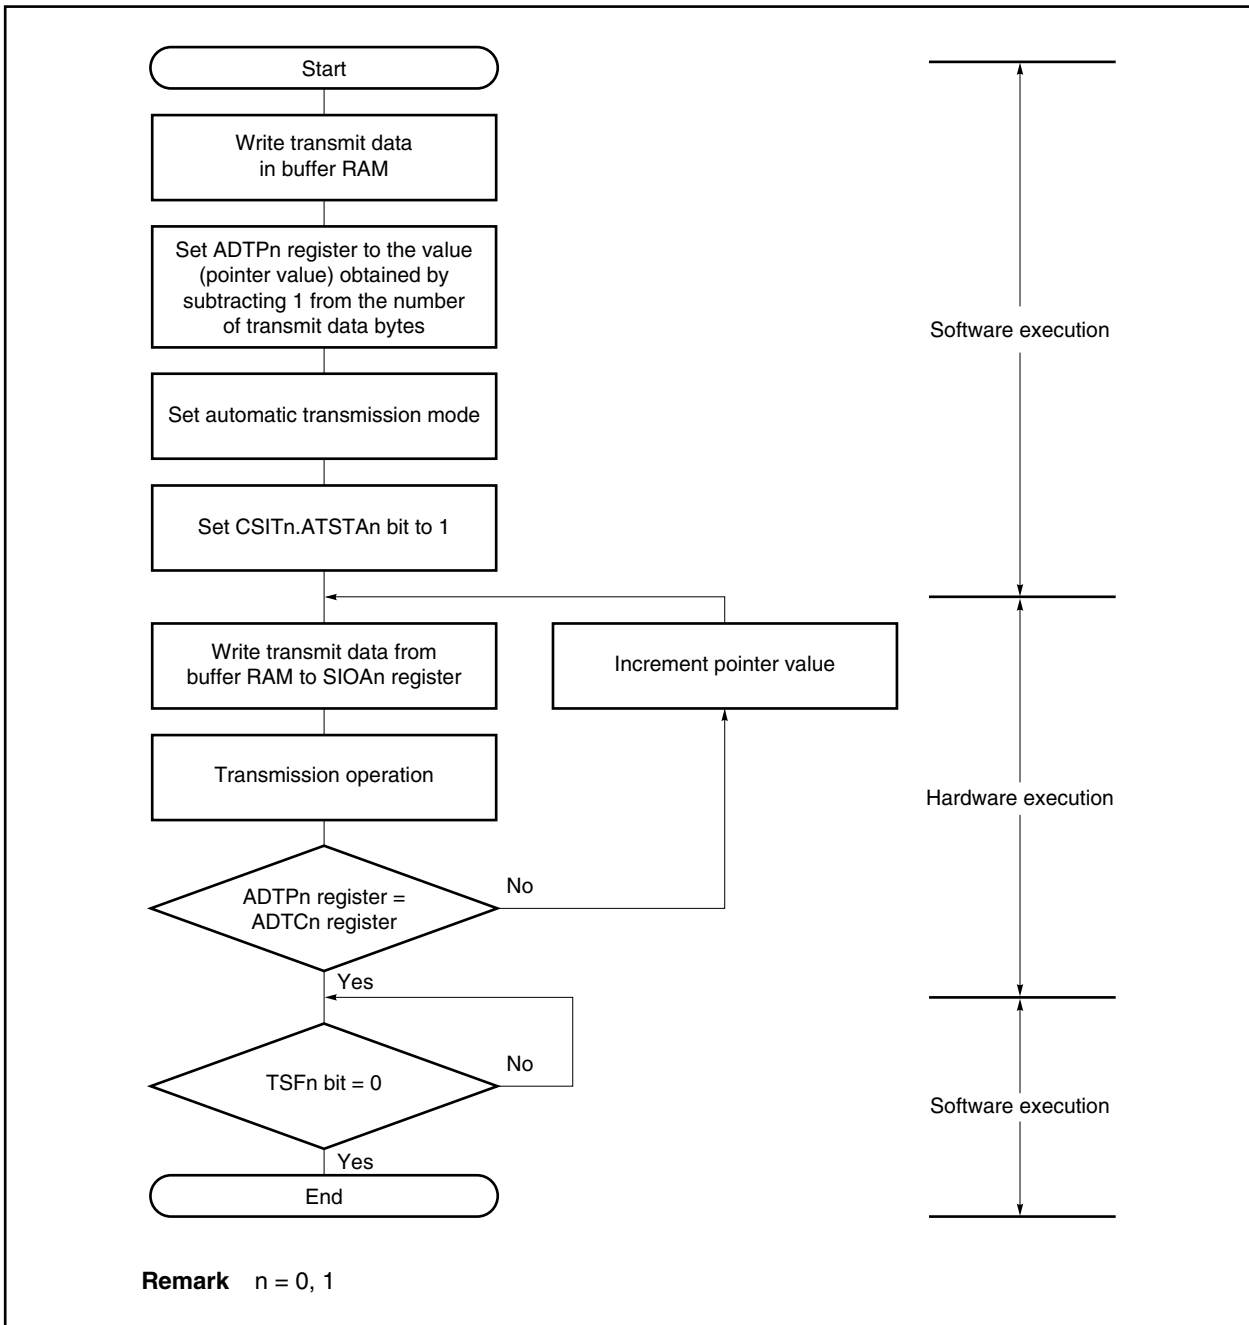 Start
Write transmit data
in buffer RAM
Set ADTPn register to the value
(pointer value) obtained by
subtracting 1 from the number
of transmit data bytes
Software execution
Set automatic transmission mode
Set CSITn.ATSTAn bit to 1
Write transmit data from
buffer RAM to SIOAn register
Increment pointer value
Transmission operation
Hardware execution
ADTPn register =
ADTCn register
No
Yes
TSFn bit = 0
No
Software execution
Yes
End
Remark n = 0, 1